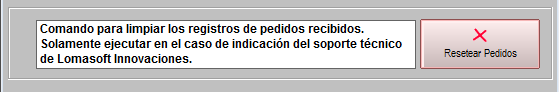 Comando para limpiar los registros de pedidos recibidos.
Solamente ejecutar en el caso de indicación del soporte técnico
de Lomasoft Innovaciones.
Resetear Pedidos